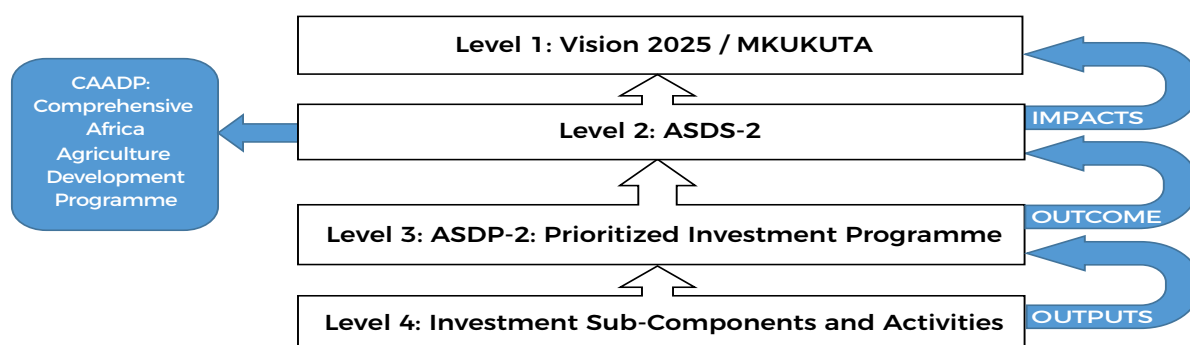 Level 1: Vision 2025 / MKUKUTA
CAADP:
Comprehensive
Africa
Agriculture
Development
Programme
Level 2: ASDS-2
IMPACTS
Level 3: ASDP-2: Prioritized Investment Programme
OUTCOME
Level 4: Investment Sub-Components and Activities
OUTPUTS